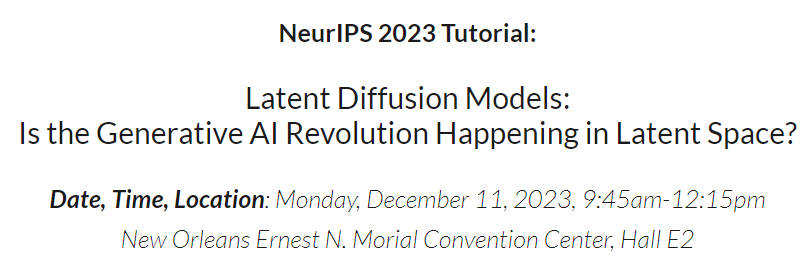 NeurIPS 2023 Tutorial:
Latent Diffusion Models:
Is the Generative AI Revolution Happening in Latent Space?
Date, Time, Location: Monday, December 11, 2023, 9:45am-12:15pm
New Orleans Ernest N. Morial Convention Center, Hall E2